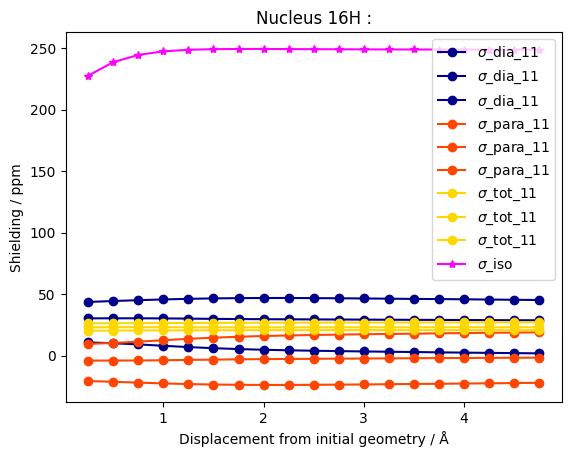 Nucleus 16H :
250
200
150
100
50
0
Shielding / ppm
σ_dia_11
σ_dia_11
σ_dia_11
σ_para_11
σ_para_11
σ_para_11
σ_tot_11
σ_tot_11
σ_tot_11
σ_iso
1 2 3 4
Displacement from initial geometry / Å